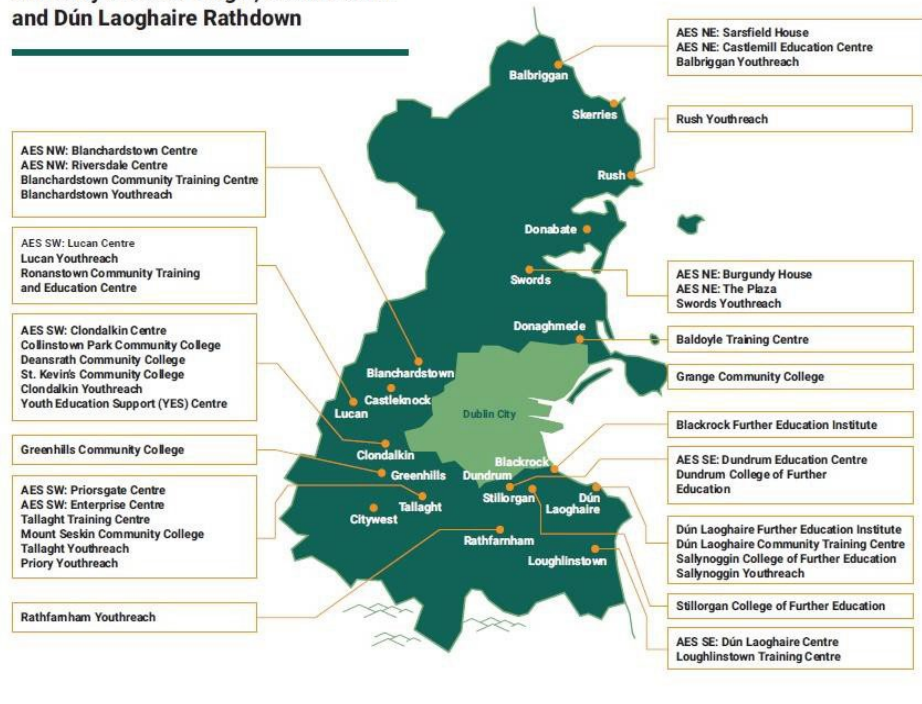 and Dún Laoghaire Rathdown
AES NE: Sarsfield House
AES NE: Castlemill Education Centre
Balbriggan Youthreach
Balbriggan
Skerries
Rush Youthreach
AES NW: Blanchardstown Centre
AES NW: Riversdale Centre
Blanchardstown Community Training Centre
Blanchardstown Youthreach
Rush
Donabate
AES SW: Lucan Centre
Lucan Youthreach
Ronanstown Community Training
and Education Centre
Swords
AES NE: Burgundy House
AES NE: The Plaza
Swords Youthreach
AES SW: Clondalkin Centre
Collinstown Park Community College
Deansrath Community College
St. Kevin's Community College
Clondalkin Youthreach
Youth Education Support (YES) Centre
Donaghmede
Baldoyle Training Centre
Blanchardstown
Grange Community College
Castleknock
Lucan
Dublin City
Blackrock Further Education Institute
Greenhills Community College
Clondalkin
Blackrock
AES SE: Dundrum Education Centre
Dundrum College of Further
Education
Greenhills
Dundrum
AES SW: Priorsgate Centre
AES SW: Enterprise Centre
Tallaght Training Centre
Mount Seskin Community College
Tallaght Youthreach
Priory Youthreach
Stillorgan
Dún
Laoghaire
Tallaght
Citywest
Dún Laoghaire Further Education Institute
Dún Laoghaire Community Training Centre
Sallynoggin College of Further Education
Sallynoggin Youthreach
Rathfarnham
Loughlinstown
Stillorgan College of Further Education
Rathfarnham Youthreach
AES SE: Dún Laoghaire Centre
Loughlinstown Training Centre